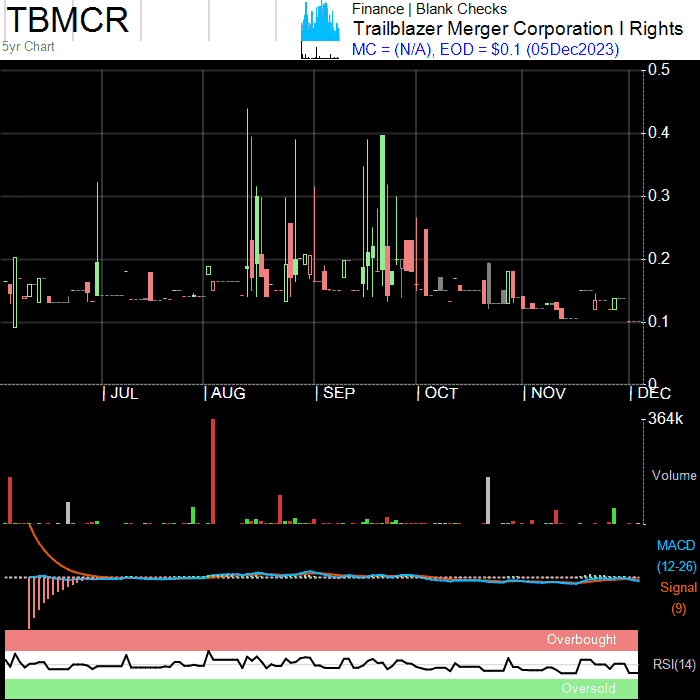 TBMCR
5yr Chart
Finance | Blank Checks
Trailblazer Merger Corporation I Rights
MC = (N/A), EOD = $0.1 (05Dec2023)
0.5
0.4
0.3
0.2
0.1
0
JUL AUG SEP OCT NOV DEC
364k
Volume
MACD
(12-26)
Signal
(9)
Overbought
RSI(14)
Oversold